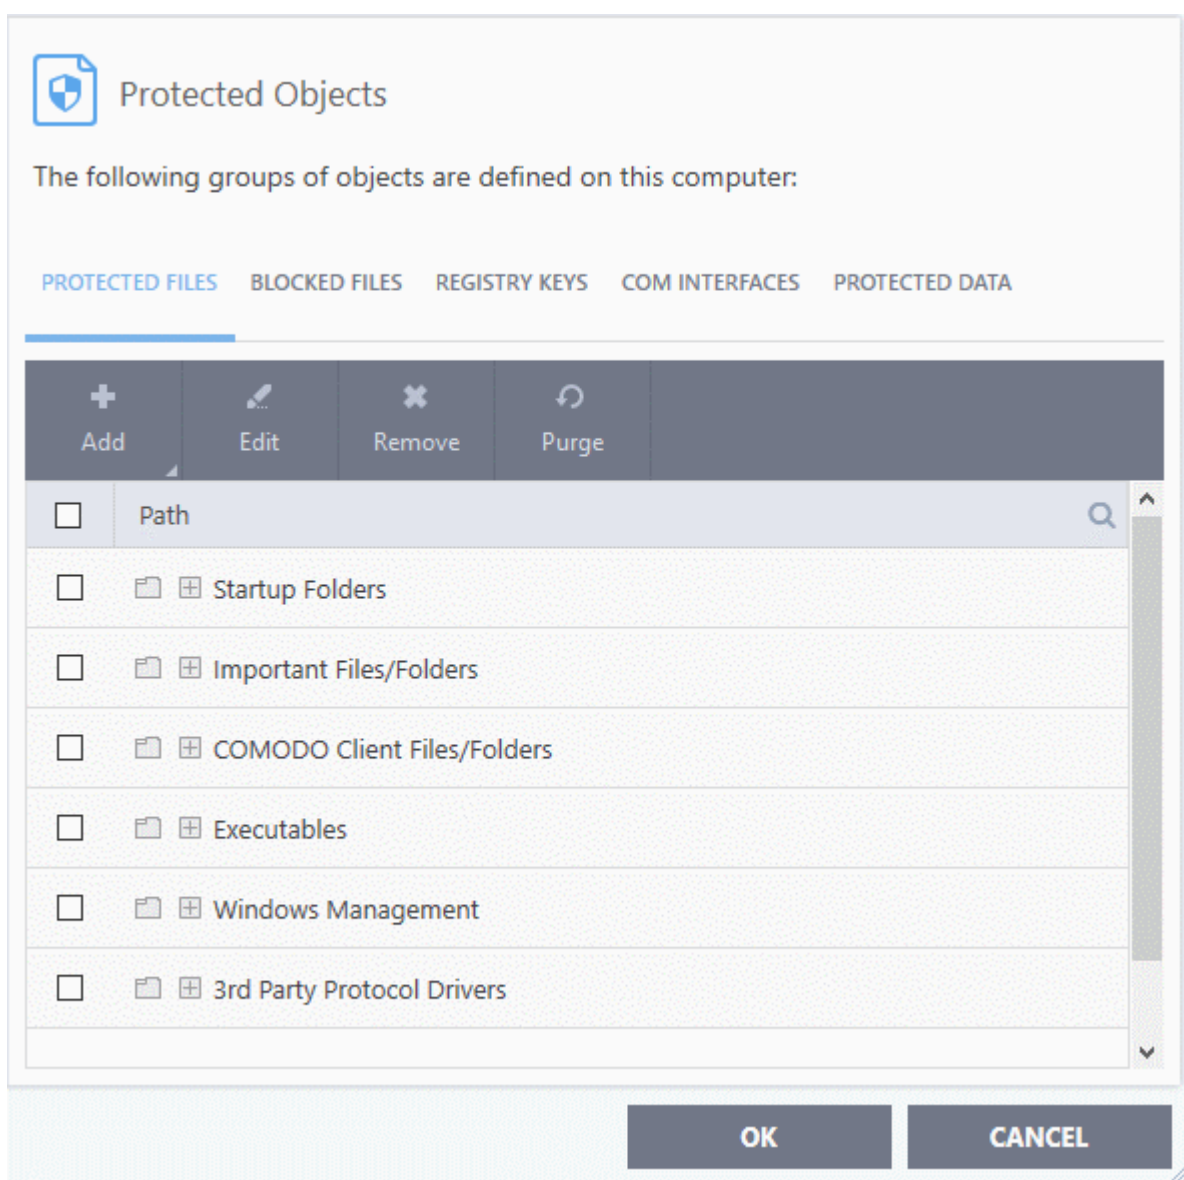 Protected Objects
The following groups of objects are defined on this computer:
PROTECTED FILES BLOCKED FILES REGISTRY KEYS COM INTERFACES PROTECTED DATA
Add Edit Remove Purge
Path
Startup Folders
Important Files/Folders
COMODO Client Files/Folders
Executables
Windows Management
3rd Party Protocol Drivers
OK CANCEL